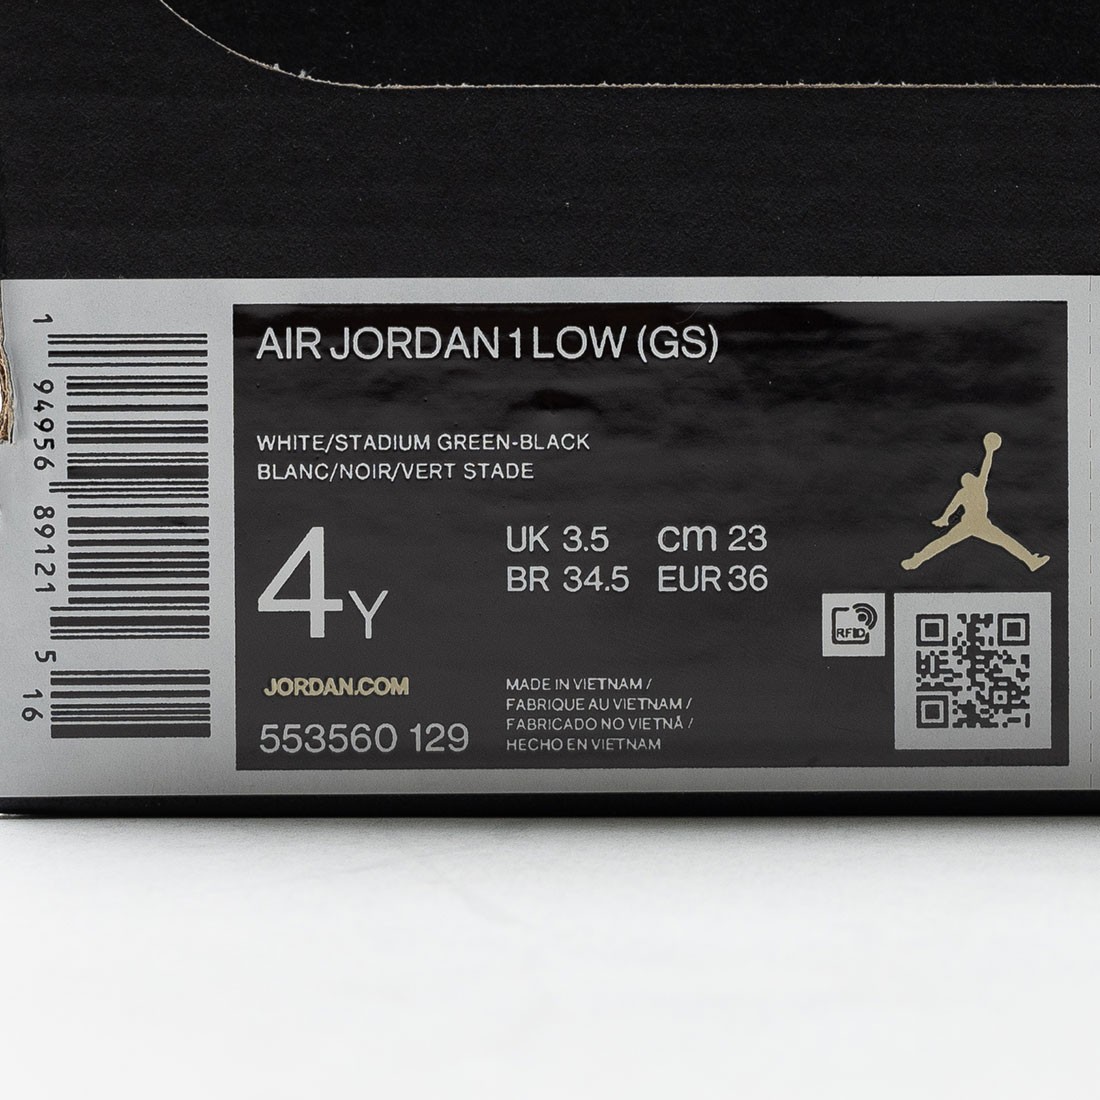 AIR JORDAN 1 LOW (GS)
WHITE/STADIUM GREEN-BLACK
BLANC/NOIR/VERT STADE
4Y
UK 3.5 cm 23
BR 34.5 EUR 36
RFID
JORDAN.COM
553560 129
MADE IN VIETNAM /
FABRIQUE AU VIETNAM /
FABRICADO NO VIETNÃ /
HECHO EN VIETNAM
1 94956 89121 5 16